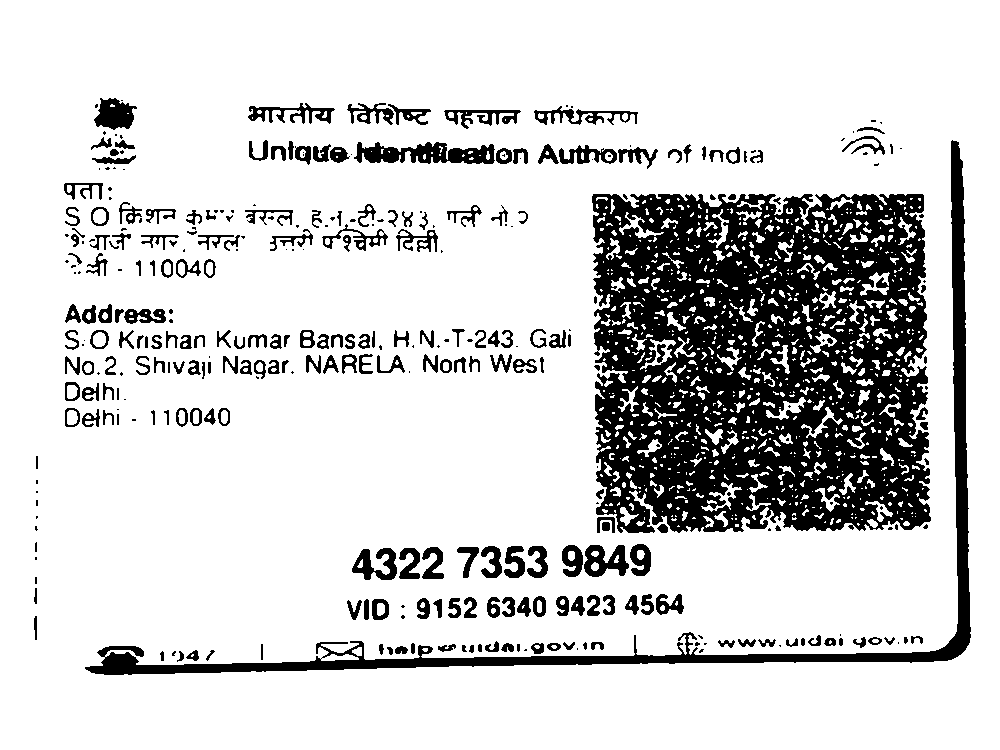 भारतीय विशिष्ट पहचान प्राधिकरण
Unique Identification Authority of India
पता:
S O किशन कुमार बंसल, ह.न.-टी-२४३, गली नो.२
शिवाजी नगर, नरेला उत्तरी पश्चिमी दिल्ली,
दिल्ली - 110040
Address:
S O Krishan Kumar Bansal, H.N.-T-243. Gali
No.2, Shivaji Nagar. NARELA. North West
Delhi.
Delhi - 110040
4322 7353 9849
VID : 9152 6340 9423 4564
1947 | help@uidai.gov.in | www.uidai.gov.in